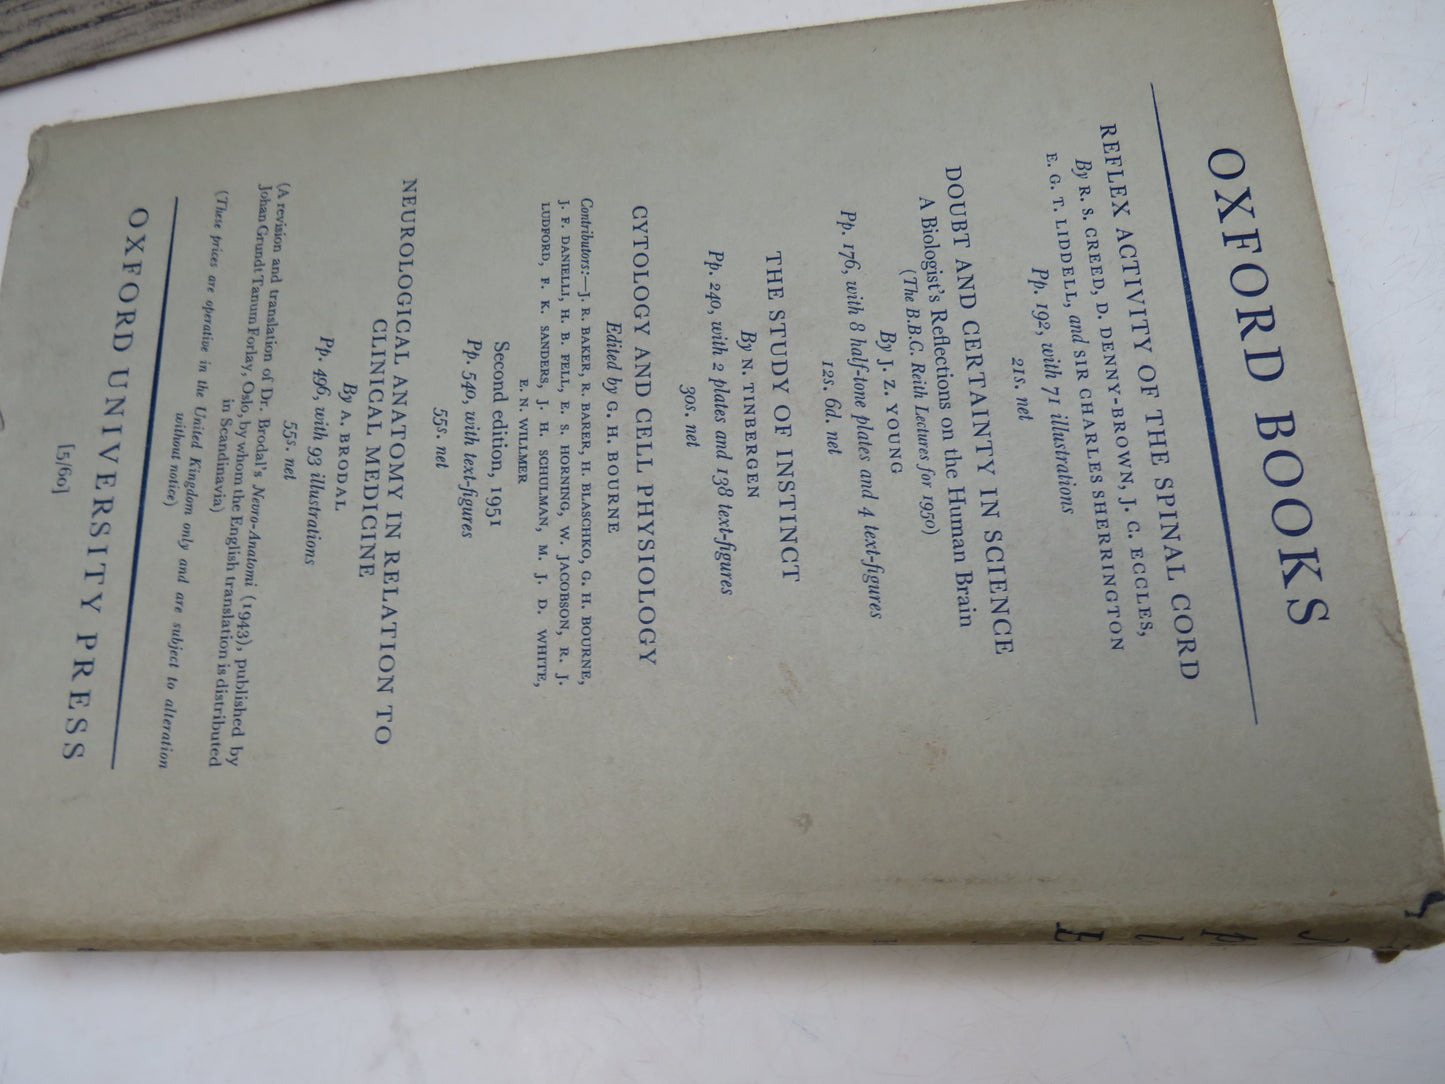 OXFORD BOOKS
REFLEX ACTIVITY OF THE SPINAL CORD
By R. S. CREED, D. DENNY-BROWN, J. C. ECCLES,
E. G. T. LIDDELL, and SIR CHARLES SHERRINGTON
Pp. 192, with 71 illustrations
21s. net
DOUBT AND CERTAINTY IN SCIENCE
A Biologist's Reflections on the Human Brain
(The B.B.C. Reith Lectures for 1950)
By J. Z. YOUNG
Pp. 176, with 8 half-tone plates and 4 text-figures
12s. 6d. net
THE STUDY OF INSTINCT
By N. TINBERGEN
Pp. 240, with 2 plates and 138 text-figures
30s. net
CYTOLOGY AND CELL PHYSIOLOGY
Edited by G. H. BOURNE
Contributors:—J. R. BAKER, R. BARER, H. BLASCHKO, G. H. BOURNE,
J. F. DANIELLI, H. B. FELL, E. S. HORNING, W. JACOBSON, R. J.
LUDFORD, F. K. SANDERS, J. H. SCHULMAN, M. J. D. WHITE,
E. N. WILMER
Second edition, 1951
Pp. 540, with text-figures
55s. net
NEUROLOGICAL ANATOMY IN RELATION TO
CLINICAL MEDICINE
By A. BRODAL
Pp. 496, with 93 illustrations
55s. net
(A revision and translation of Dr. Brodal's Nevro-Anatomi (1943), published by
Johan Grundt Tanum Forlay, Oslo, by whom the English translation is distributed
in Scandinavia)
(These prices are operative in the United Kingdom only and are subject to alteration
without notice)
OXFORD UNIVERSITY PRESS
[5/60]